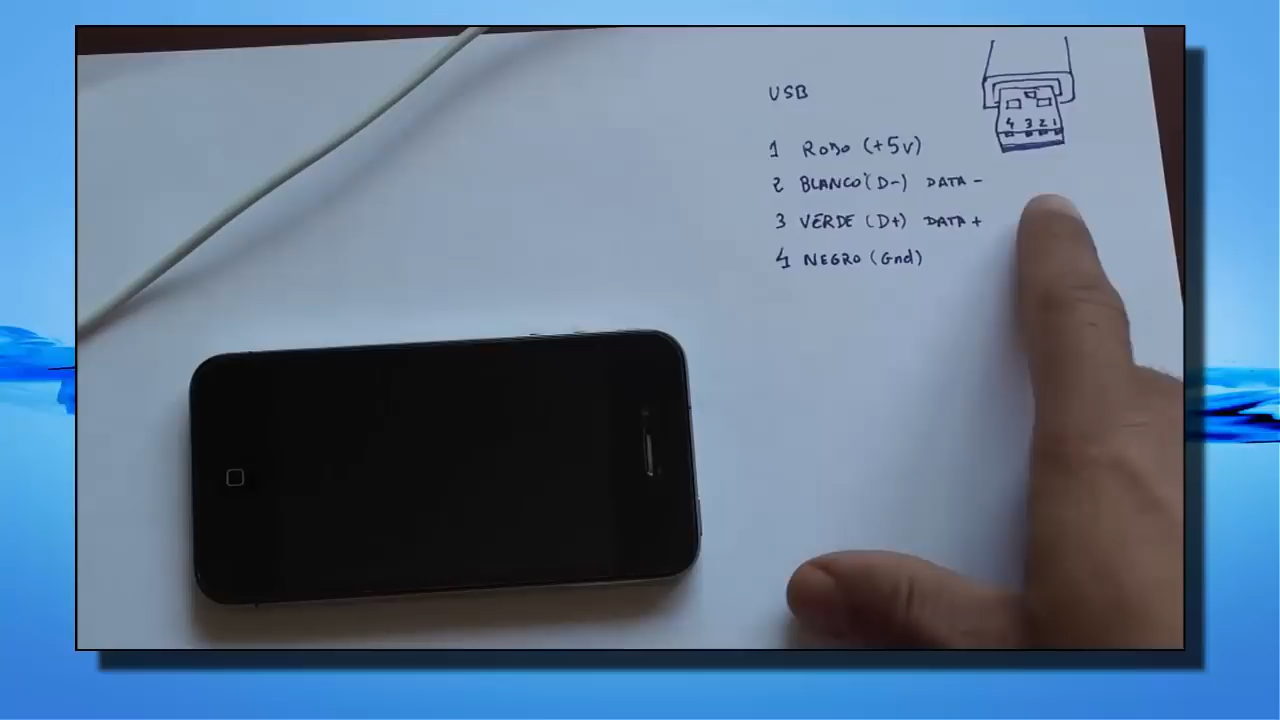 USB
4 3 2 1
1 ROJO (+5v)
2 BLANCO (D-) DATA -
3 VERDE (D+) DATA +
4 NEGRO (Gnd)